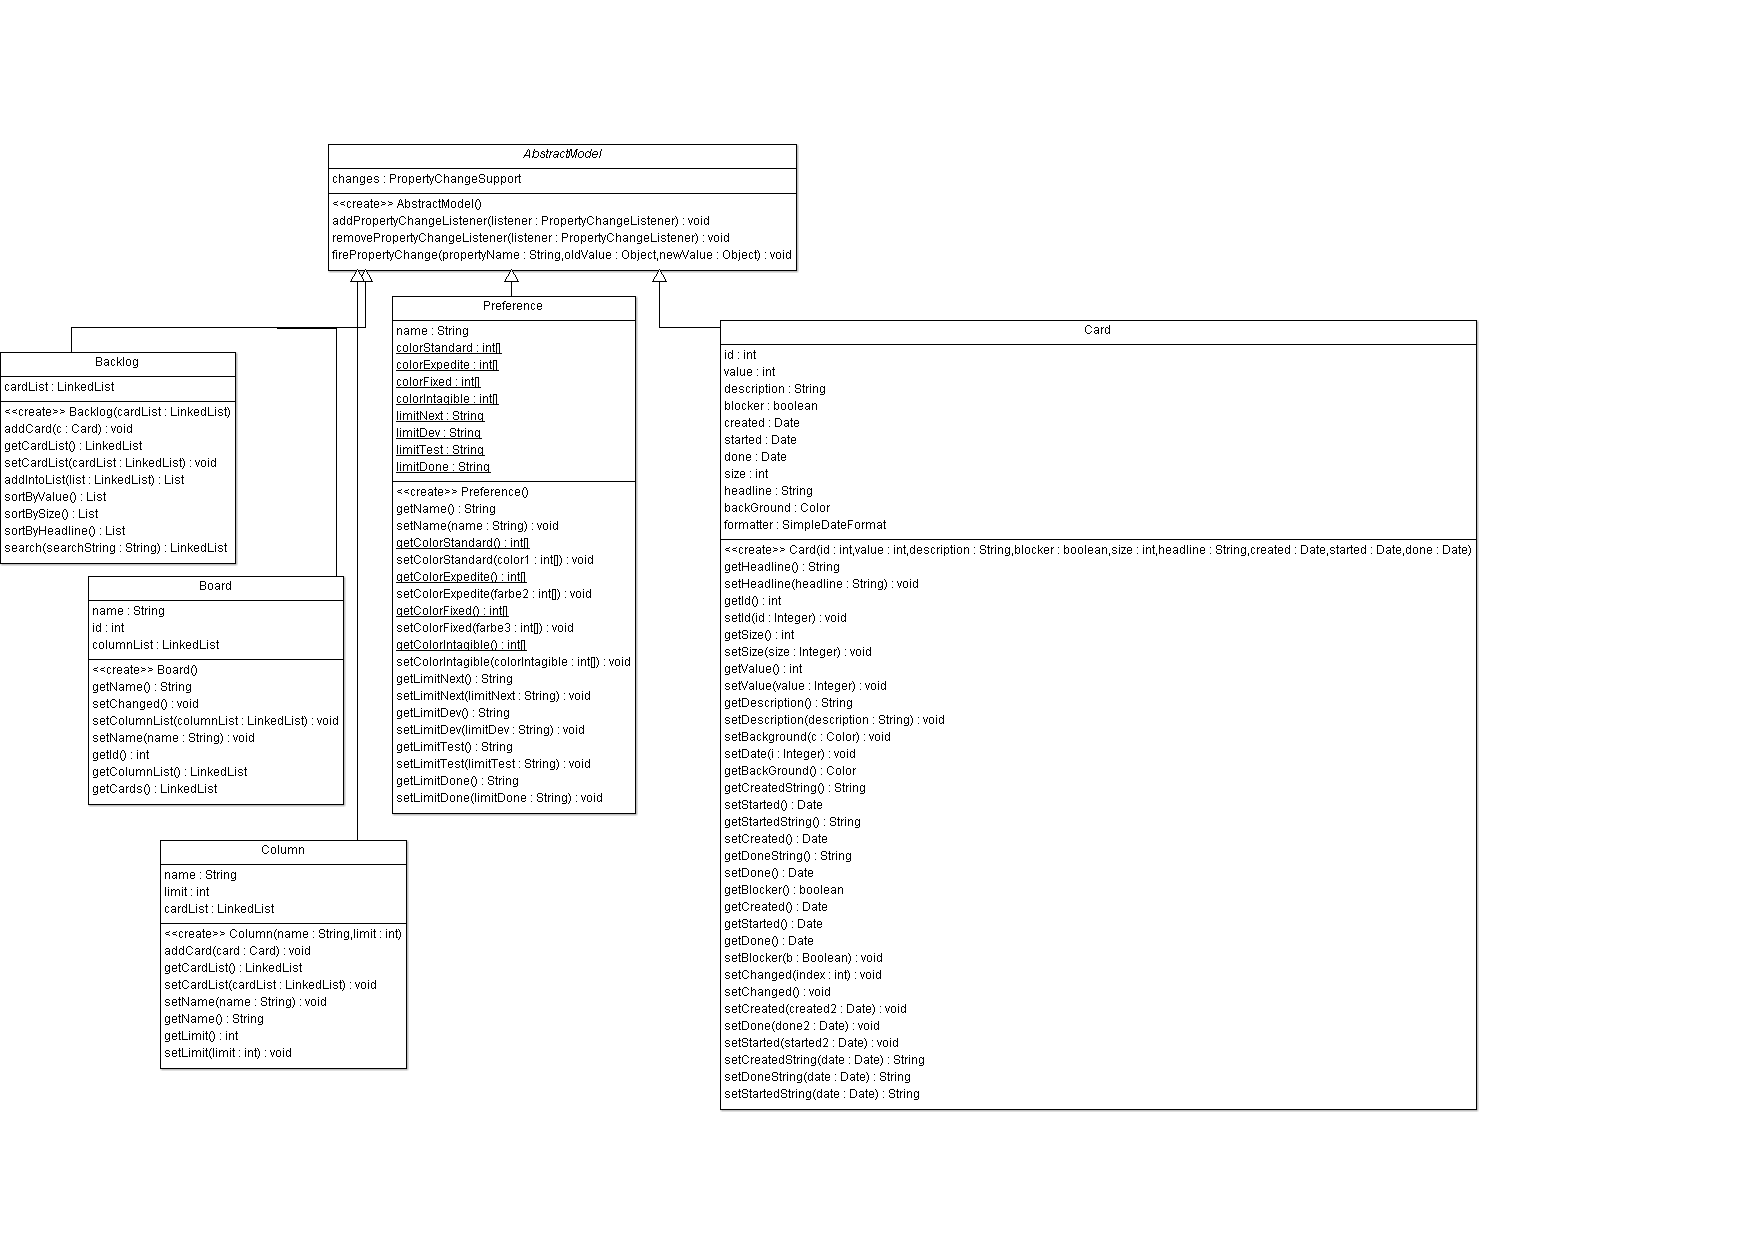 AbstractModel
changes : PropertyChangeSupport
<<create>> AbstractModel()
addPropertyChangeListener(listener : PropertyChangeListener) : void
removePropertyChangeListener(listener : PropertyChangeListener) : void
firePropertyChange(propertyName : String,oldValue : Object,newValue : Object) : void
Backlog
cardList : LinkedList
<<create>> Backlog(cardList : LinkedList)
addCard(c : Card) : void
getCardList() : LinkedList
setCardList(cardList : LinkedList) : void
addIntoList(list : LinkedList) : List
sortByValue() : List
sortBySize() : List
sortByHeadline() : List
search(searchString : String) : LinkedList
Board
name : String
id : int
columnList : LinkedList
<<create>> Board()
getName() : String
setChanged() : void
setColumnList(columnList : LinkedList) : void
setName(name : String) : void
getId() : int
getColumnList() : LinkedList
getCards() : LinkedList
Column
name : String
limit : int
cardList : LinkedList
<<create>> Column(name : String,limit : int)
addCard(card : Card) : void
getCardList() : LinkedList
setCardList(cardList : LinkedList) : void
setName(name : String) : void
getName() : String
getLimit() : int
setLimit(limit : int) : void
Preference
name : String
colorStandard : int[]
colorExpedite : int[]
colorFixed : int[]
colorIntagible : int[]
limitNext : String
limitDev : String
limitTest : String
limitDone : String
<<create>> Preference()
getName() : String
setName(name : String) : void
getColorStandard() : int[]
setColorStandard(color1 : int[]) : void
getColorExpedite() : int[]
setColorExpedite(farbe2 : int[]) : void
getColorFixed() : int[]
setColorFixed(farbe3 : int[]) : void
getColorIntagible() : int[]
setColorIntagible(colorIntagible : int[]) : void
getLimitNext() : String
setLimitNext(limitNext : String) : void
getLimitDev() : String
setLimitDev(limitDev : String) : void
getLimitTest() : String
setLimitTest(limitTest : String) : void
getLimitDone() : String
setLimitDone(limitDone : String) : void
Card
id : int
value : int
description : String
blocker : boolean
created : Date
started : Date
done : Date
size : int
headline : String
backGround : Color
formatter : SimpleDateFormat
<<create>> Card(id : int,value : int,description : String,blocker : boolean,size : int,headline : String,created : Date,started : Date,done : Date)
getHeadline() : String
setHeadline(headline : String) : void
getId() : int
setId(id : Integer) : void
getSize() : int
setSize(size : Integer) : void
getValue() : int
setValue(value : Integer) : void
getDescription() : String
setDescription(description : String) : void
setBackground(c : Color) : void
setDate(i : Integer) : void
getBackGround() : Color
getCreatedString() : String
setStarted() : Date
getStartedString() : String
setCreated() : Date
getDoneString() : String
setDone() : Date
getBlocker() : boolean
getCreated() : Date
getStarted() : Date
getDone() : Date
setBlocker(b : Boolean) : void
setChanged(index : int) : void
setChanged() : void
setCreated(created2 : Date) : void
setDone(done2 : Date) : void
setStarted(started2 : Date) : void
setCreatedString(date : Date) : String
setDoneString(date : Date) : String
setStartedString(date : Date) : String